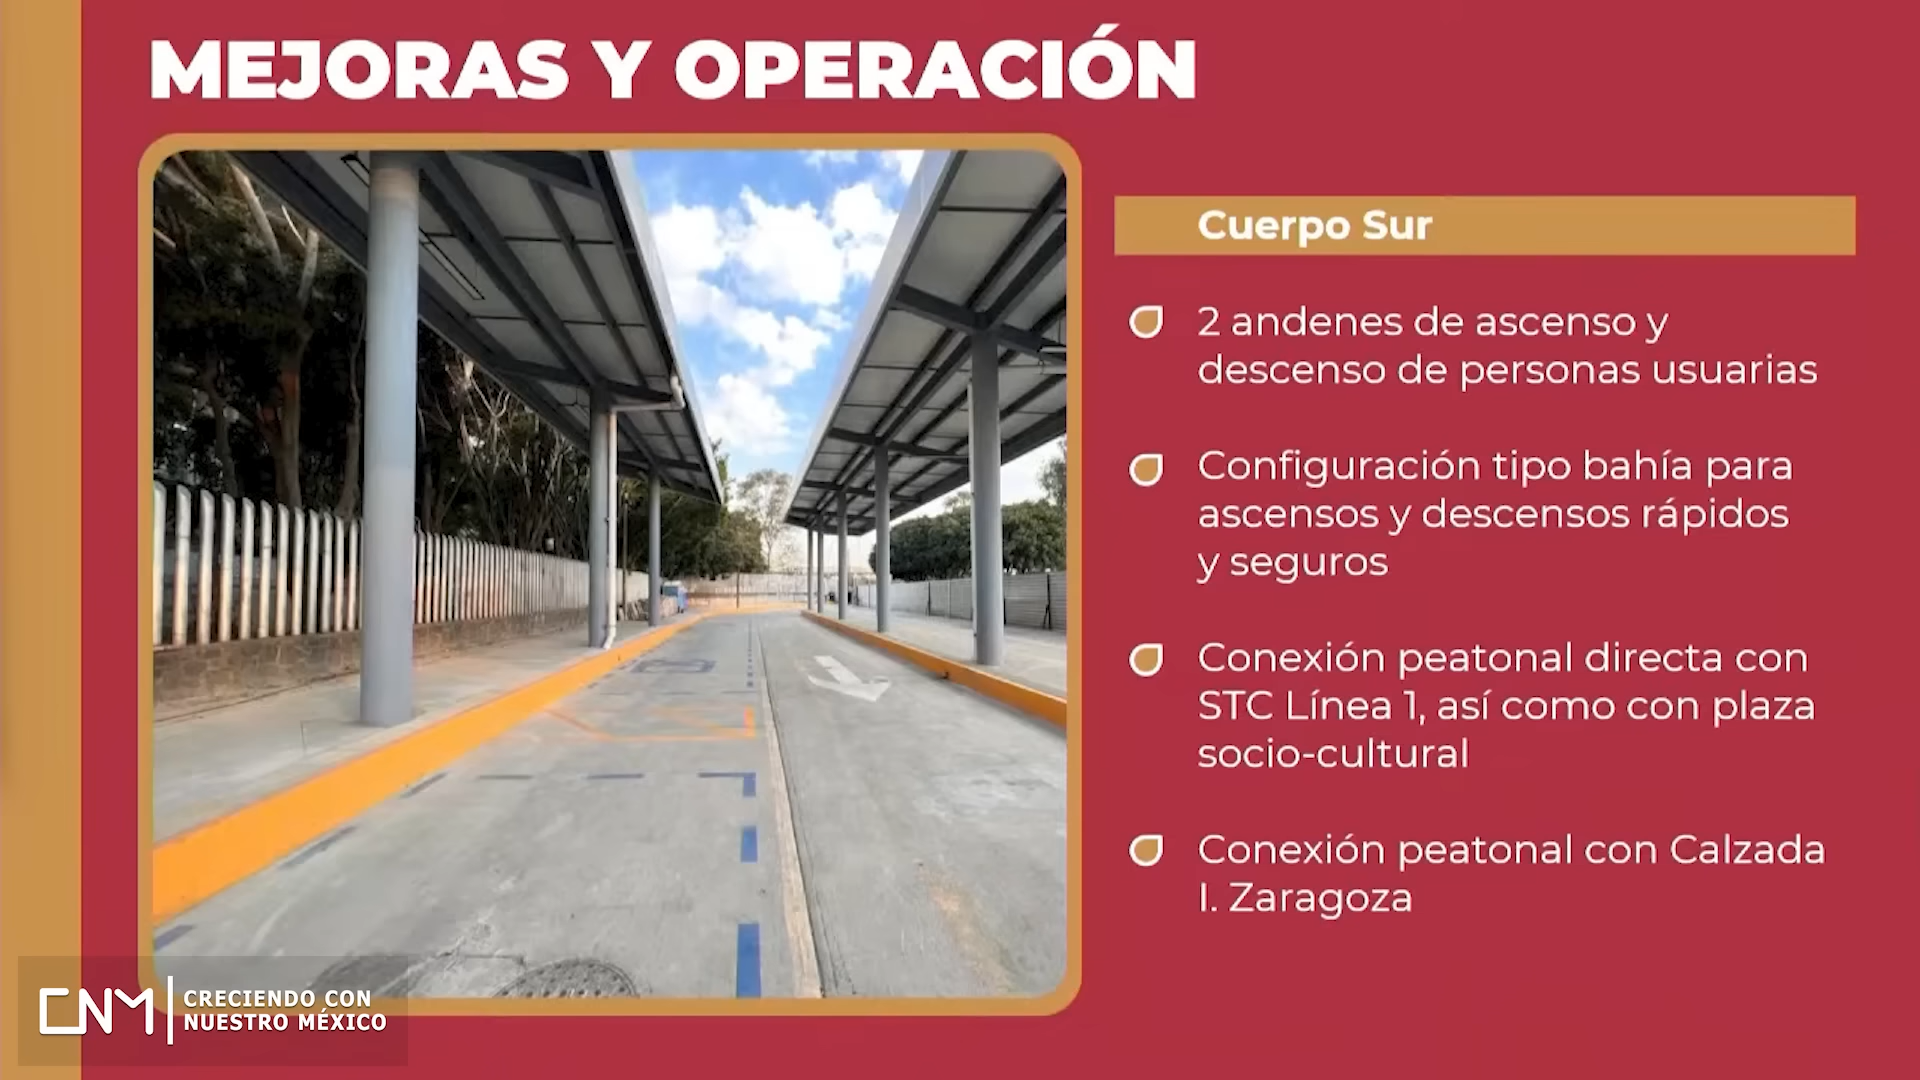 MEJORAS Y OPERACIÓN
Cuerpo Sur
2 andenes de ascenso y
descenso de personas usuarias
Configuración tipo bahía para
ascensos y descensos rápidos
y seguros
Conexión peatonal directa con
STC Línea 1, así como con plaza
socio-cultural
Conexión peatonal con Calzada
I. Zaragoza
CNM
CRECIENDO CON
NUESTRO MÉXICO